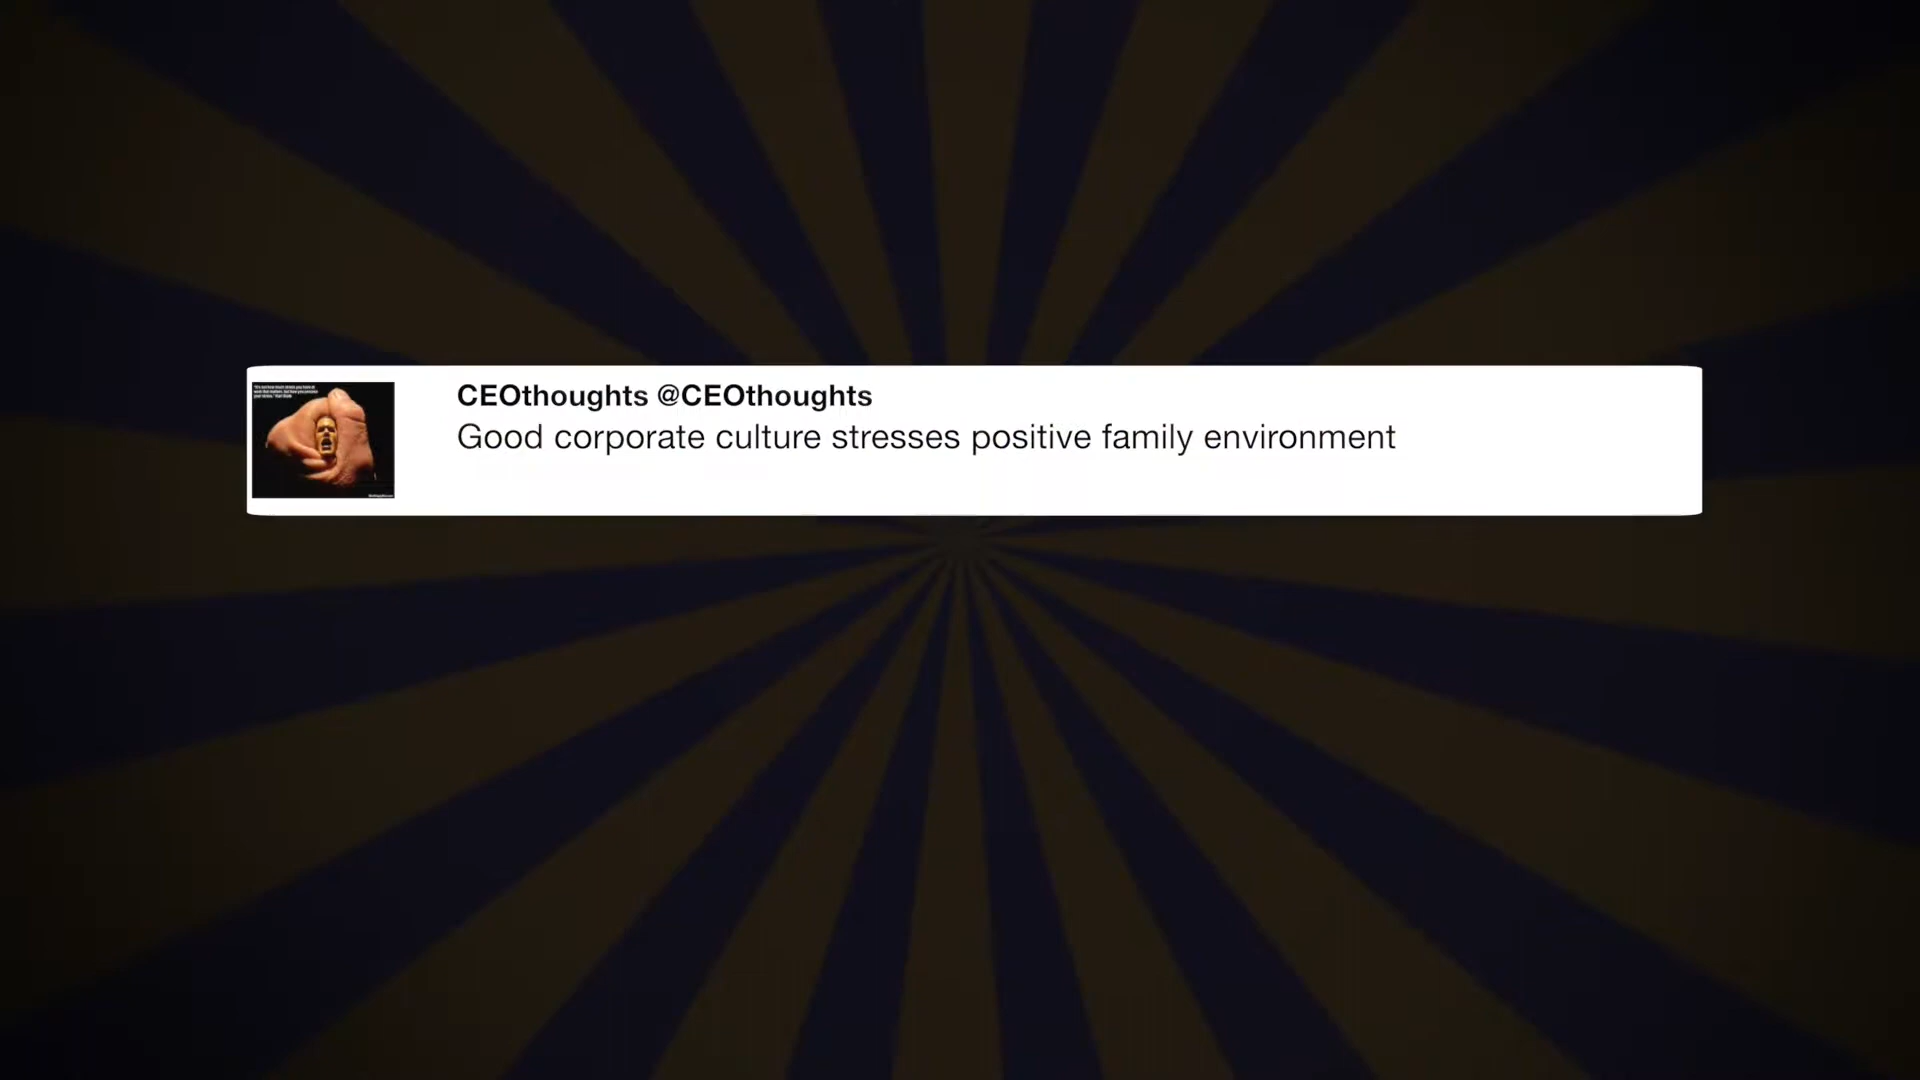 CEOthoughts @CEOthoughts
Good corporate culture stresses positive family environment